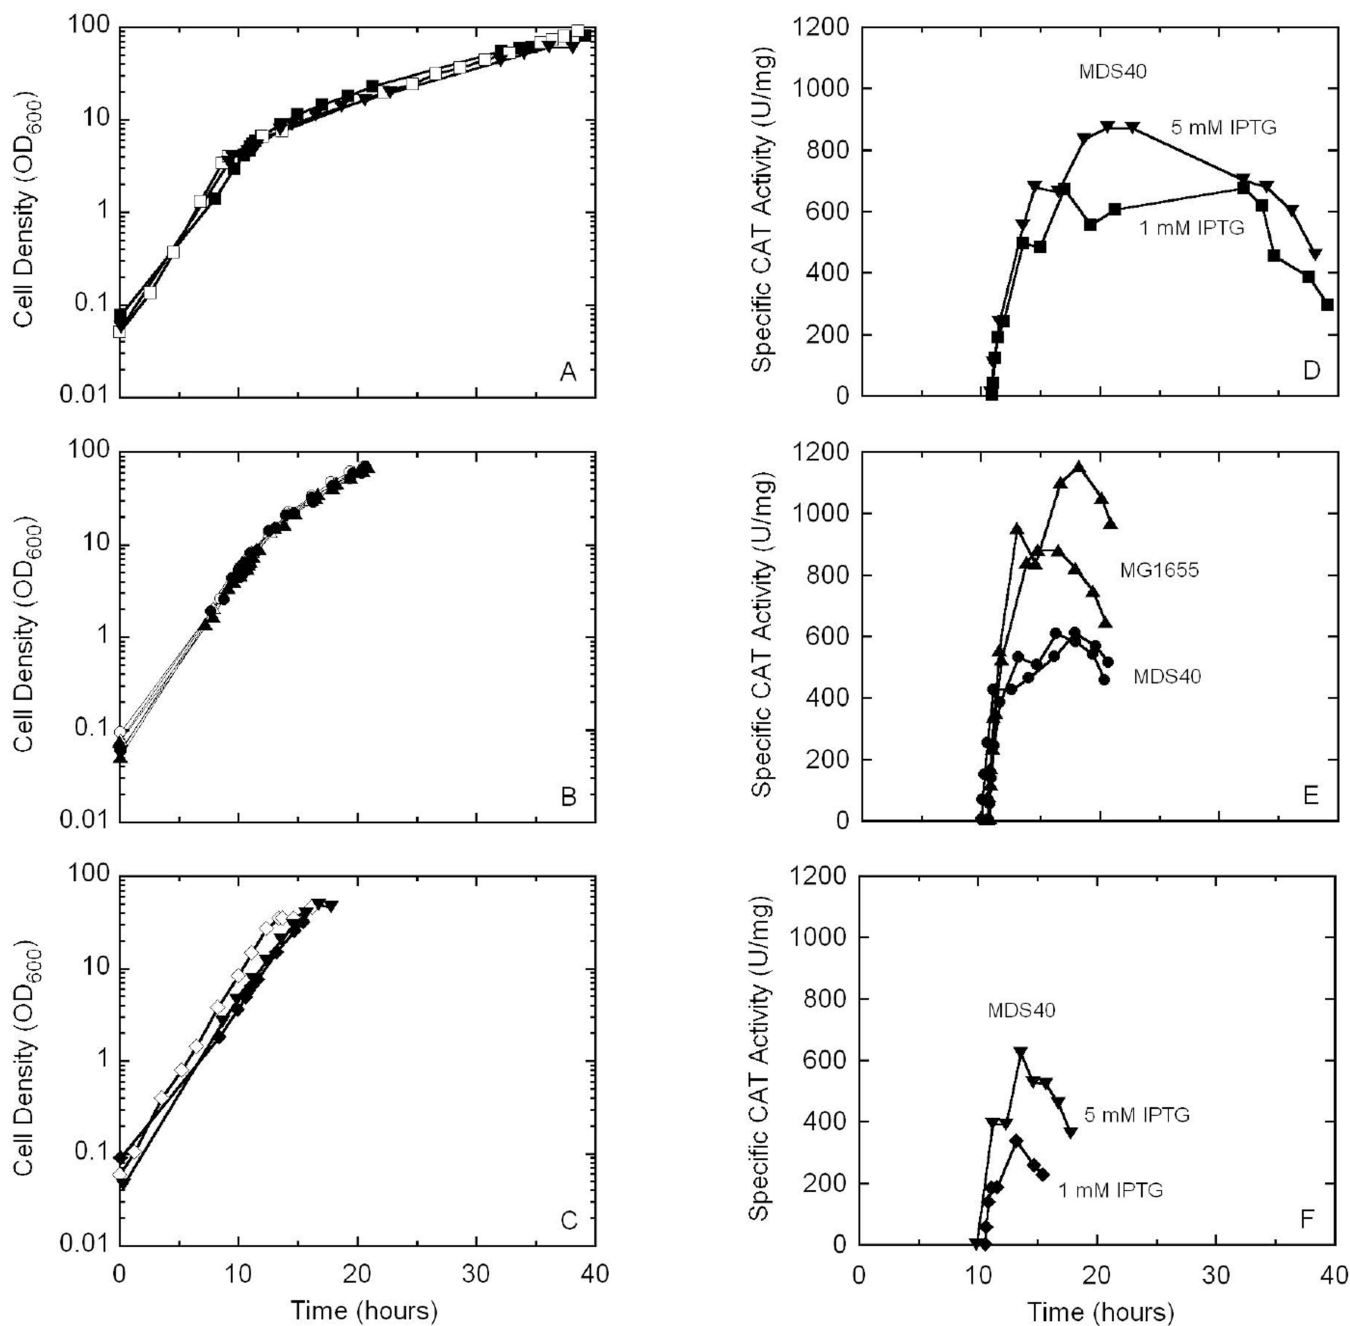 100
10
1
0.1
0.01
Cell Density (OD600)
A
1200
1000
800
600
400
200
0
Specific CAT Activity (U/mg)
MDS40
5 mM IPTG
1 mM IPTG
D
100
10
1
0.1
0.01
Cell Density (OD600)
B
1200
1000
800
600
400
200
0
Specific CAT Activity (U/mg)
MG1655
MDS40
E
100
10
1
0.1
0.01
Cell Density (OD600)
C
0 10 20 30 40
Time (hours)
1200
1000
800
600
400
200
0
Specific CAT Activity (U/mg)
MDS40
5 mM IPTG
1 mM IPTG
F
0 10 20 30 40
Time (hours)